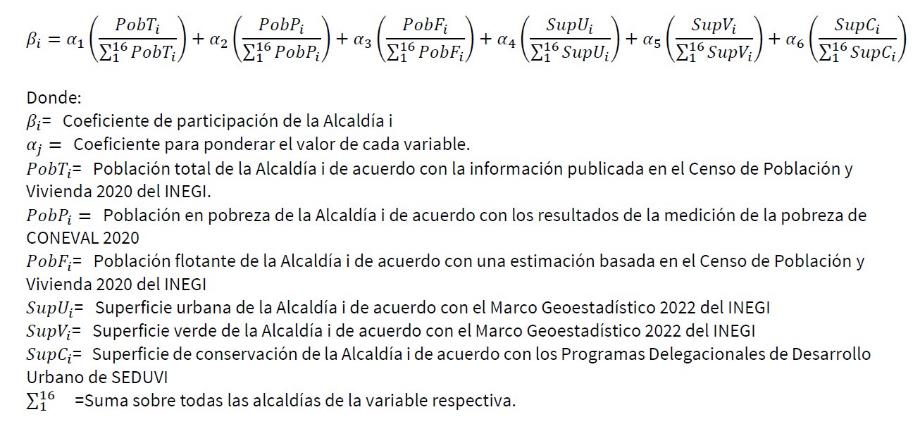 βᵢ = α₁ (PobTᵢ / Σ₁¹⁶ PobTᵢ) + α₂ (PobPᵢ / Σ₁¹⁶ PobPᵢ) + α₃ (PobFᵢ / Σ₁¹⁶ PobFᵢ) + α₄ (SupUᵢ / Σ₁¹⁶ SupUᵢ) + α₅ (SupVᵢ / Σ₁¹⁶ SupVᵢ) + α₆ (SupCᵢ / Σ₁¹⁶ SupCᵢ)
Donde:
βᵢ= Coeficiente de participación de la Alcaldía i
αⱼ = Coeficiente para ponderar el valor de cada variable.
PobTᵢ= Población total de la Alcaldía i de acuerdo con la información publicada en el Censo de Población y
Vivienda 2020 del INEGI.
PobPᵢ = Población en pobreza de la Alcaldía i de acuerdo con los resultados de la medición de la pobreza de
CONEVAL 2020
PobFᵢ= Población flotante de la Alcaldía i de acuerdo con una estimación basada en el Censo de Población y
Vivienda 2020 del INEGI
SupUᵢ= Superficie urbana de la Alcaldía i de acuerdo con el Marco Geoestadístico 2022 del INEGI
SupVᵢ= Superficie verde de la Alcaldía i de acuerdo con el Marco Geoestadístico 2022 del INEGI
SupCᵢ= Superficie de conservación de la Alcaldía i de acuerdo con los Programas Delegacionales de Desarrollo
Urbano de SEDUVI
Σ₁¹⁶ =Suma sobre todas las alcaldías de la variable respectiva.